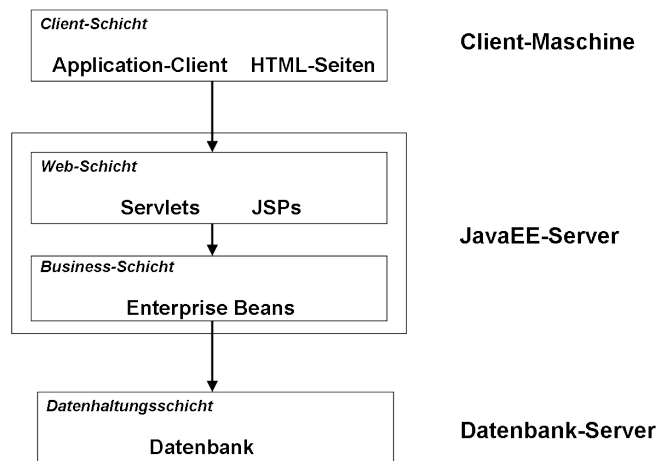 Client-Schicht
Application-Client HTML-Seiten
Client-Maschine
Web-Schicht
Servlets JSPs
JavaEE-Server
Business-Schicht
Enterprise Beans
Datenhaltungsschicht
Datenbank
Datenbank-Server